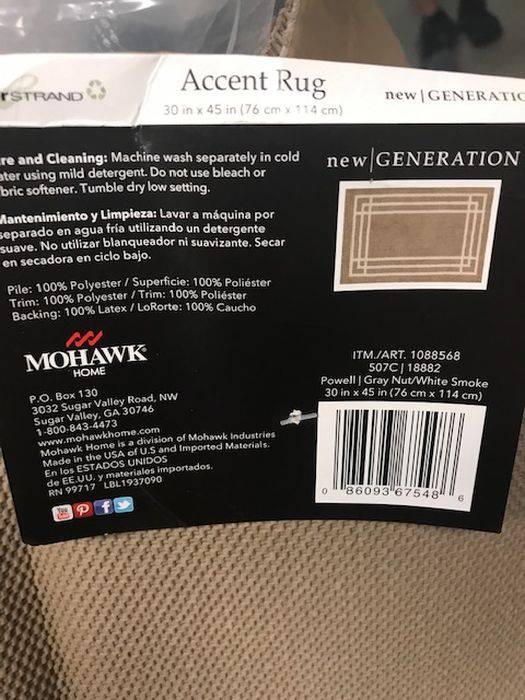 STRAND
Accent Rug
30 in x 45 in (76 cm x 114 cm)
new | GENERATIO
new|GENERATION
re and Cleaning: Machine wash separately in cold
ater using mild detergent. Do not use bleach or
bric softener. Tumble dry low setting.
Mantenimiento y Limpieza: Lavar a máquina por
separado en agua fría utilizando un detergente
suave. No utilizar blanqueador ni suavizante. Secar
en secadora en ciclo bajo.
Pile: 100% Polyester / Superficie: 100% Poliéster
Trim: 100% Polyester / Trim: 100% Poliéster
Backing: 100% Latex / LoRorte: 100% Caucho
MOHAWK
HOME
P.O. Box 130
3032 Sugar Valley Road, NW
Sugar Valley, GA 30746
1-800-843-4473
www.mohawkhome.com
Mohawk Home is a division of Mohawk Industries
Made in the USA of U.S and Imported Materials.
En los ESTADOS UNIDOS
de EE.UU. y materiales importados.
RN 99717 LBL1937090
You
ITM./ART. 1088568
507C | 18882
Powell | Gray Nut/White Smoke
30 in x 45 in (76 cm x 114 cm)
0 86093 67548 6